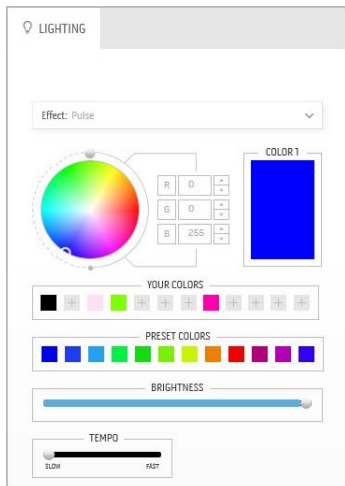 LIGHTING
Effect: Pulse
COLOR 1
R 0
G 0
B 255
YOUR COLORS
PRESET COLORS
BRIGHTNESS
TEMPO
SLOW FAST